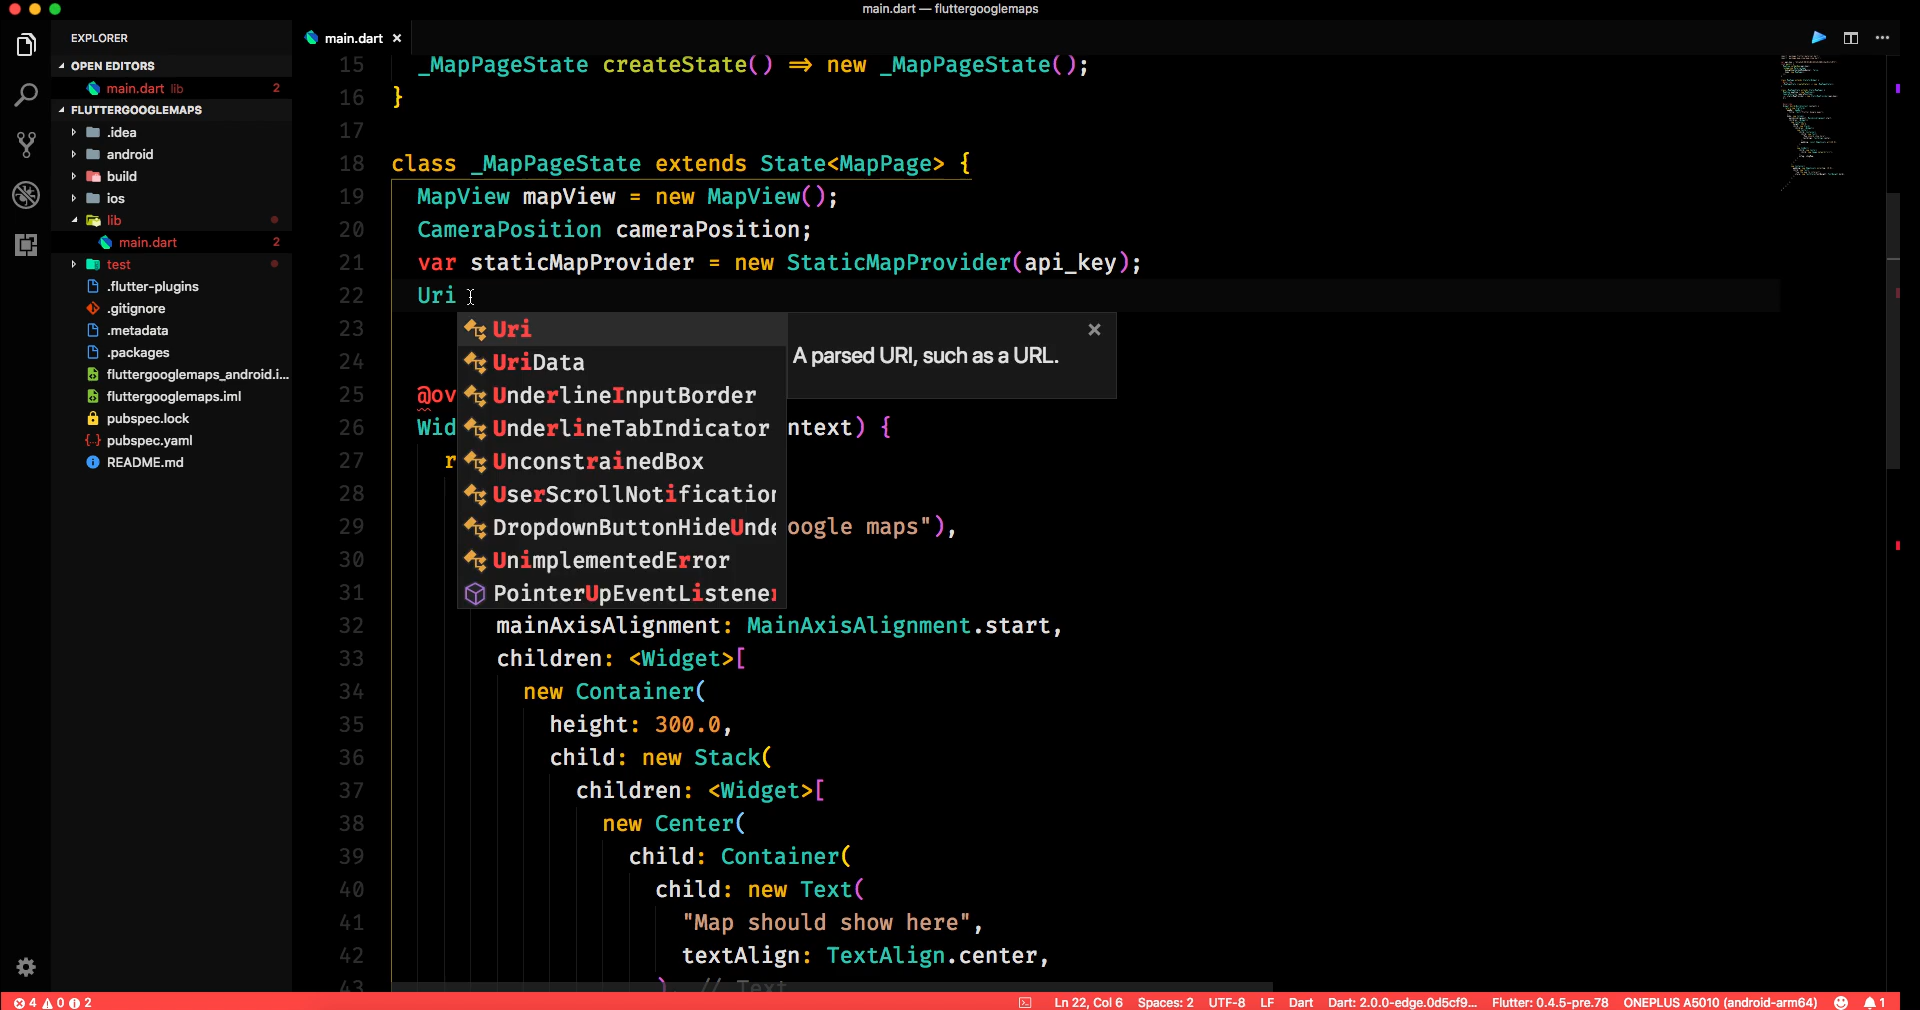 main.dart — fluttergooglemaps
EXPLORER
OPEN EDITORS
main.dart lib 2
FLUTTERGOOGLEMAPS
.idea
android
build
ios
lib
main.dart 2
test
.flutter-plugins
.gitignore
.metadata
.packages
fluttergooglemaps_android.i...
fluttergooglemaps.iml
pubspec.lock
pubspec.yaml
README.md
main.dart
15 _MapPageState createState() => new _MapPageState();
16 }
17
18 class _MapPageState extends State<MapPage> {
19 MapView mapView = new MapView();
20 CameraPosition cameraPosition;
21 var staticMapProvider = new StaticMapProvider(api_key);
22 Uri
23
24
25 @ov
26 Wid ntext) {
27 r
28
29 oogle maps"),
30
31
32 mainAxisAlignment: MainAxisAlignment.start,
33 children: <Widget>[
34 new Container(
35 height: 300.0,
36 child: new Stack(
37 children: <Widget>[
38 new Center(
39 child: Container(
40 child: new Text(
41 "Map should show here",
42 textAlign: TextAlign.center,
43 ), // Text
Uri
UriData
UnderlineInputBorder
UnderlineTabIndicator
UnconstrainedBox
UserScrollNotification
DropdownButtonHideUnde
UnimplementedError
PointerUpEventListener
A parsed URI, such as a URL.
4 0 2
Ln 22, Col 6 Spaces: 2 UTF-8 LF Dart Dart: 2.0.0-edge.0d5cf9... Flutter: 0.4.5-pre.78 ONEPLUS A5010 (android-arm64) 1